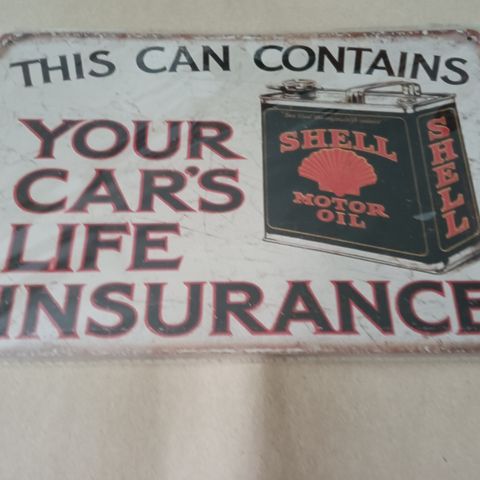 THIS CAN CONTAINS
YOUR
CAR'S
LIFE
INSURANCE
SHELL
MOTOR
OIL
SHELL